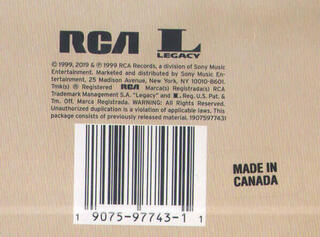 RCA L
LEGACY
© 1999, 2019 & ℗ 1999 RCA Records, a division of Sony Music
Entertainment. Marketed and distributed by Sony Music En-
tertainment, 25 Madison Avenue, New York, NY 10010-8601.
Tmk(s) ® Registered RCA Marca(s) Registrada(s) RCA
Trademark Management S.A. "Legacy" and L Reg. U.S. Pat. &
Tm. Off. Marca Registrada. WARNING: All Rights Reserved.
Unauthorized duplication is a violation of applicable laws. This
package consists of previously released material. 19075977431
MADE IN
CANADA
1 9075-97743-1 1